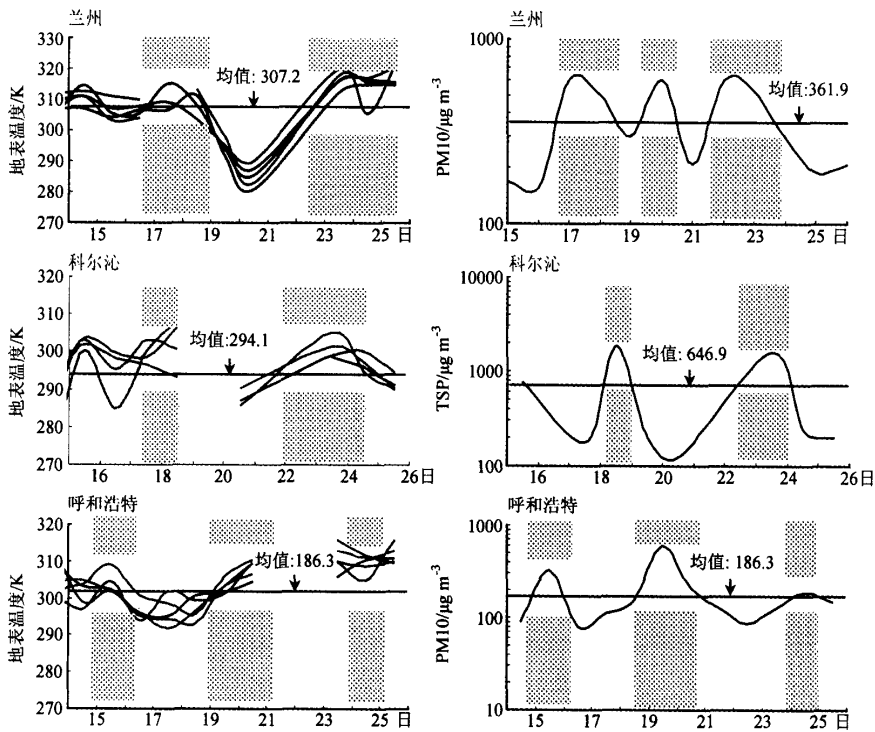 兰州
地表温度/K
330
320
310
300
290
280
270
均值: 307.2
15
17
19
21
23
25
日
PM10/μg m⁻³
1000
100
均值:361.9
15
17
19
21
23
25
日
科尔沁
地表温度/K
320
310
300
290
280
270
均值:294.1
16
18
20
22
24
26日
科尔沁
TSP/μg m⁻³
10000
1000
100
均值: 646.9
16
18
20
22
24
26日
呼和浩特
地表温度/K
320
310
300
290
280
270
均值:186.3
15
17
19
21
23
25
日
呼和浩特
PM10/μg m⁻³
1000
100
10
均值: 186.3
15
17
19
21
23
25
日